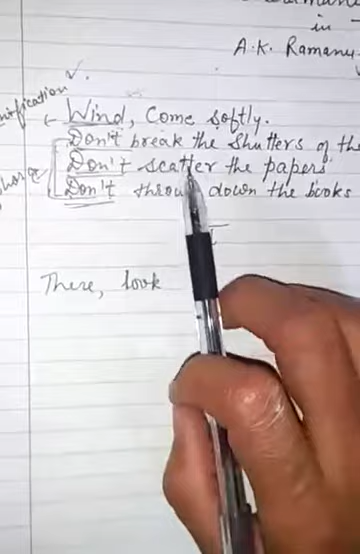 in
A.K. Ramanu
Wind, Come Softly.
Don't break the Shutters of the
Don't scatter the papers
Don't throw down the books
There, look